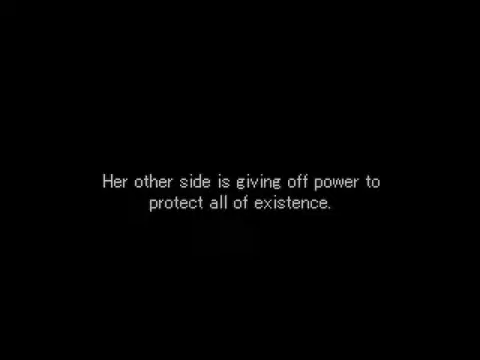 Her other side is giving off power to
protect all of existence.